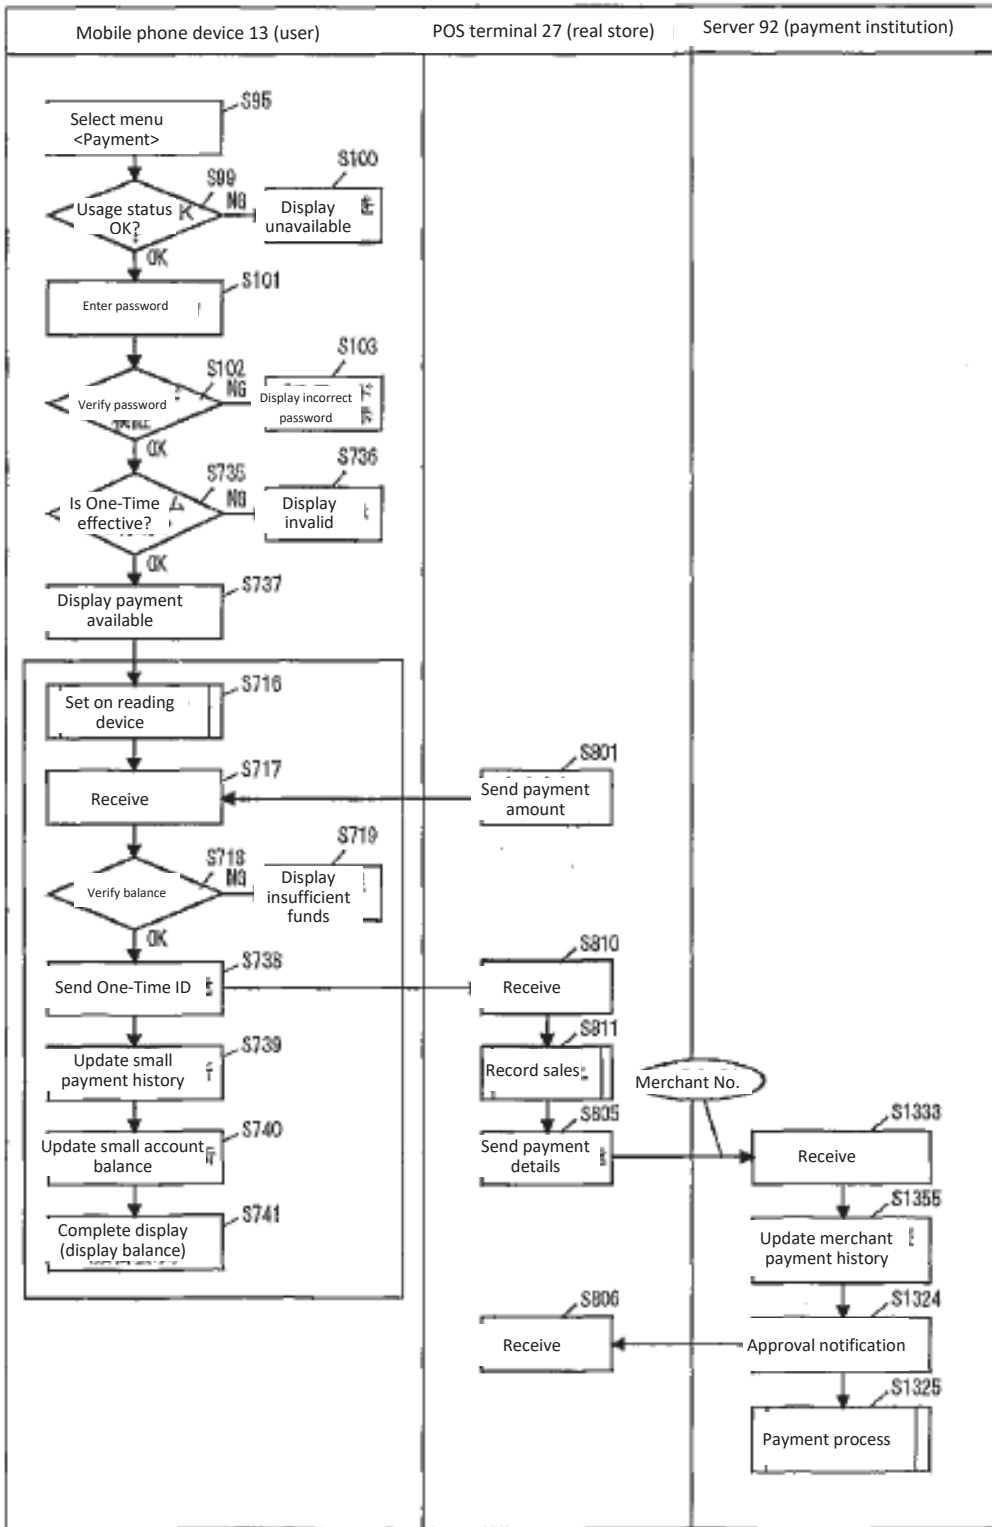 Mobile phone device 13 (user)
POS terminal 27 (real store)
Server 92 (payment institution)
S95
Select menu
<Payment>
S99
Usage status
OK?
NG
S100
Display
unavailable
OK
S101
Enter password
S102
Verify password
NG
S103
Display incorrect
password
OK
S735
Is One-Time
effective?
NG
S736
Display
invalid
OK
S737
Display payment
available
S716
Set on reading
device
S717
Receive
S801
Send payment
amount
S718
Verify balance
NG
S719
Display
insufficient
funds
OK
S738
Send One-Time ID
S810
Receive
S739
Update small
payment history
S811
Record sales
Merchant No.
S740
Update small account
balance
S805
Send payment
details
S1333
Receive
S741
Complete display
(display balance)
S1355
Update merchant
payment history
S806
Receive
S1324
Approval notification
S1325
Payment process